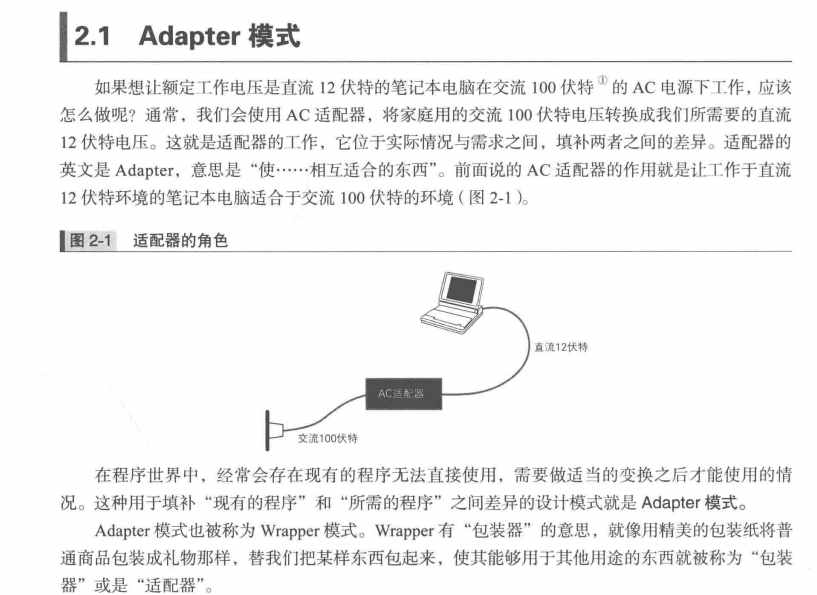 2.1 Adapter 模式
如果想让额定工作电压是直流 12 伏特的笔记本电脑在交流 100 伏特①的 AC 电源下工作，应该
怎么做呢？通常，我们会使用 AC 适配器，将家庭用的交流 100 伏特电压转换成我们所需要的直流
12 伏特电压。这就是适配器的工作，它位于实际情况与需求之间，填补两者之间的差异。适配器的
英文是 Adapter，意思是“使……相互适合的东西”。前面说的 AC 适配器的作用就是让工作于直流
12 伏特环境的笔记本电脑适合于交流 100 伏特的环境（图 2-1）。
图 2-1 适配器的角色
直流12伏特
AC适配器
交流100伏特
在程序世界中，经常会存在现有的程序无法直接使用，需要做适当的变换之后才能使用的情
况。这种用于填补“现有的程序”和“所需的程序”之间差异的设计模式就是 Adapter 模式。
Adapter 模式也被称为 Wrapper 模式。Wrapper 有“包装器”的意思，就像用精美的包装纸将普
通商品包装成礼物那样，替我们把某样东西包起来，使其能够用于其他用途的东西就被称为“包装
器”或是“适配器”。